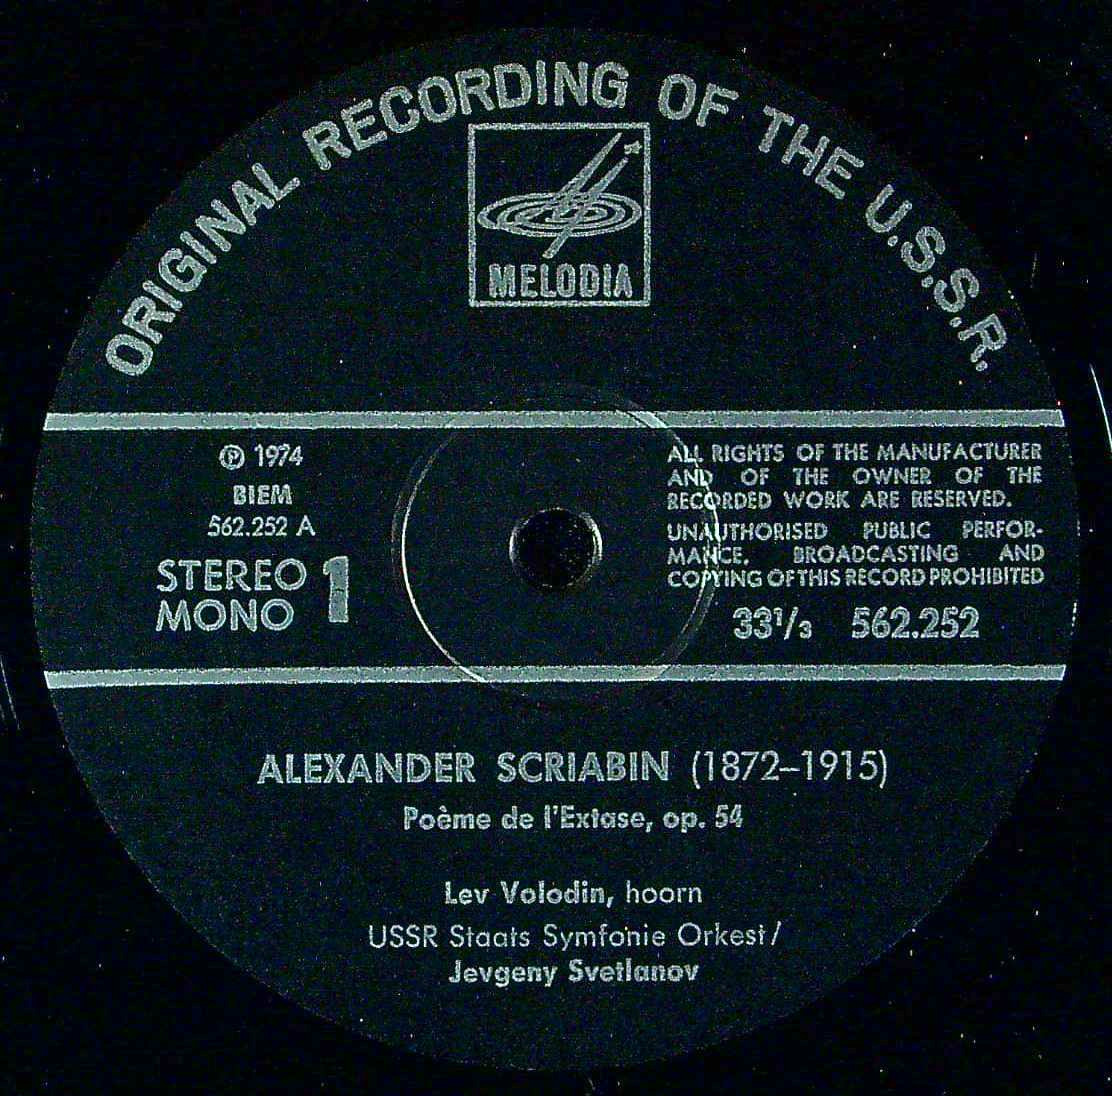 ORIGINAL RECORDING OF THE U.S.S.R.
MELODIA
℗ 1974
BIEM
562.252 A
STEREO
MONO
1
ALL RIGHTS OF THE MANUFACTURER
AND OF THE OWNER OF THE
RECORDED WORK ARE RESERVED.
UNAUTHORISED PUBLIC PERFOR-
MANCE, BROADCASTING AND
COPYING OF THIS RECORD PROHIBITED
33 1/3 562.252
ALEXANDER SCRIABIN (1872–1915)
Poème de l'Extase, op. 54
Lev Volodin, hoorn
USSR Staats Symfonie Orkest/
Jevgeny Svetlanov